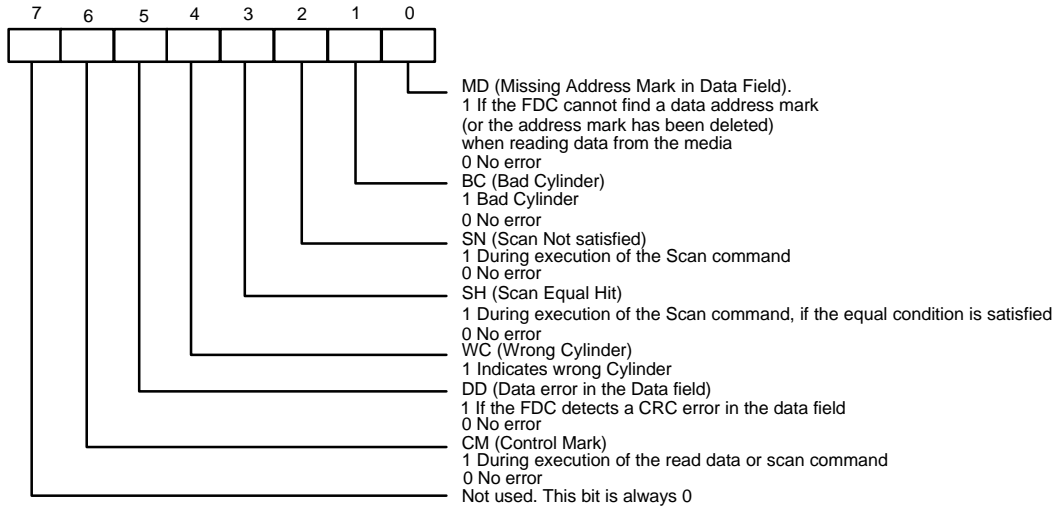 7 6 5 4 3 2 1 0
MD (Missing Address Mark in Data Field).
1 If the FDC cannot find a data address mark
(or the address mark has been deleted)
when reading data from the media
0 No error
BC (Bad Cylinder)
1 Bad Cylinder
0 No error
SN (Scan Not satisfied)
1 During execution of the Scan command
0 No error
SH (Scan Equal Hit)
1 During execution of the Scan command, if the equal condition is satisfied
0 No error
WC (Wrong Cylinder)
1 Indicates wrong Cylinder
DD (Data error in the Data field)
1 If the FDC detects a CRC error in the data field
0 No error
CM (Control Mark)
1 During execution of the read data or scan command
0 No error
Not used. This bit is always 0